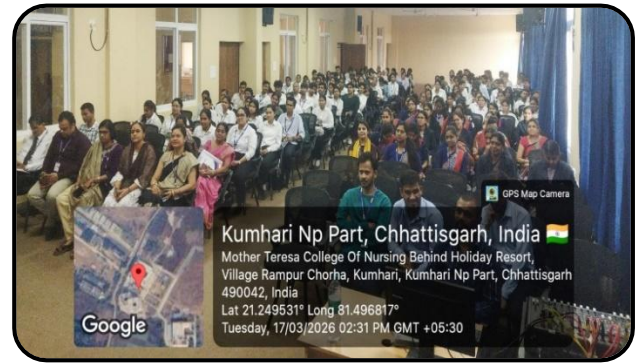 GPS Map Camera
Kumhari Np Part, Chhattisgarh, India
Mother Teresa College Of Nursing Behind Holiday Resort,
Village Rampur Chorha, Kumhari, Kumhari Np Part, Chhattisgarh
490042, India
Lat 21.249531° Long 81.496817°
Tuesday, 17/03/2026 02:31 PM GMT +05:30
Google